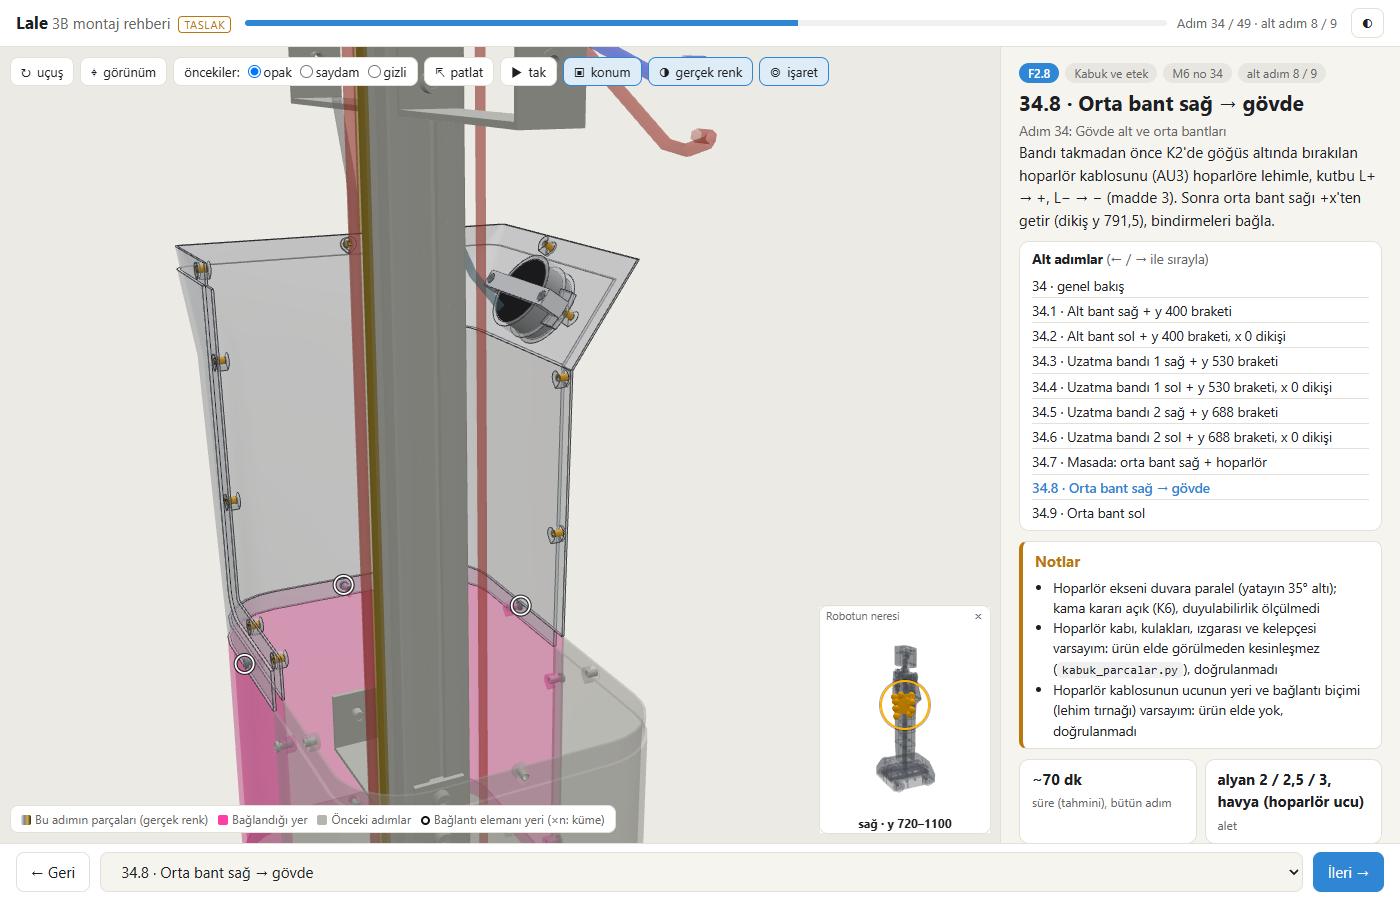 Lale 3B montaj rehberi TASLAK
Adım 34 / 49 · alt adım 8 / 9
↻ uçuş
⌖ görünüm
öncekiler: opak saydam gizli
⇱ patlat
▶ tak
▣ konum
◑ gerçek renk
◎ işaret
F2.8 Kabuk ve etek M6 no 34 alt adım 8 / 9
34.8 · Orta bant sağ → gövde
Adım 34: Gövde alt ve orta bantları
Bandı takmadan önce K2'de göğüs altında bırakılan
hoparlör kablosunu (AU3) hoparlöre lehimle, kutbu L+
→ +, L− → − (madde 3). Sonra orta bant sağı +x'ten
getir (dikiş y 791,5), bindirmeleri bağla.
Alt adımlar (← / → ile sırayla)
34 · genel bakış
34.1 · Alt bant sağ + y 400 braketi
34.2 · Alt bant sol + y 400 braketi, x 0 dikişi
34.3 · Uzatma bandı 1 sağ + y 530 braketi
34.4 · Uzatma bandı 1 sol + y 530 braketi, x 0 dikişi
34.5 · Uzatma bandı 2 sağ + y 688 braketi
34.6 · Uzatma bandı 2 sol + y 688 braketi, x 0 dikişi
34.7 · Masada: orta bant sağ + hoparlör
34.8 · Orta bant sağ → gövde
34.9 · Orta bant sol
Notlar
• Hoparlör ekseni duvara paralel (yatayın 35° altı);
kama kararı açık (K6), duyulabilirlik ölçülmedi
• Hoparlör kabı, kulakları, ızgarası ve kelepçesi
varsayım: ürün elde görülmeden kesinleşmez
(kabuk_parcalar.py), doğrulanmadı
• Hoparlör kablosunun ucunun yeri ve bağlantı biçimi
(lehim tırnağı) varsayım: ürün elde yok,
doğrulanmadı
~70 dk
süre (tahmini), bütün adım
alyan 2 / 2,5 / 3,
havya (hoparlör ucu)
alet
Robotun neresi ×
sağ · y 720–1100
Bu adımın parçaları (gerçek renk) Bağlandığı yer Önceki adımlar Bağlantı elemanı yeri (×n: küme)
← Geri
34.8 · Orta bant sağ → gövde
İleri →